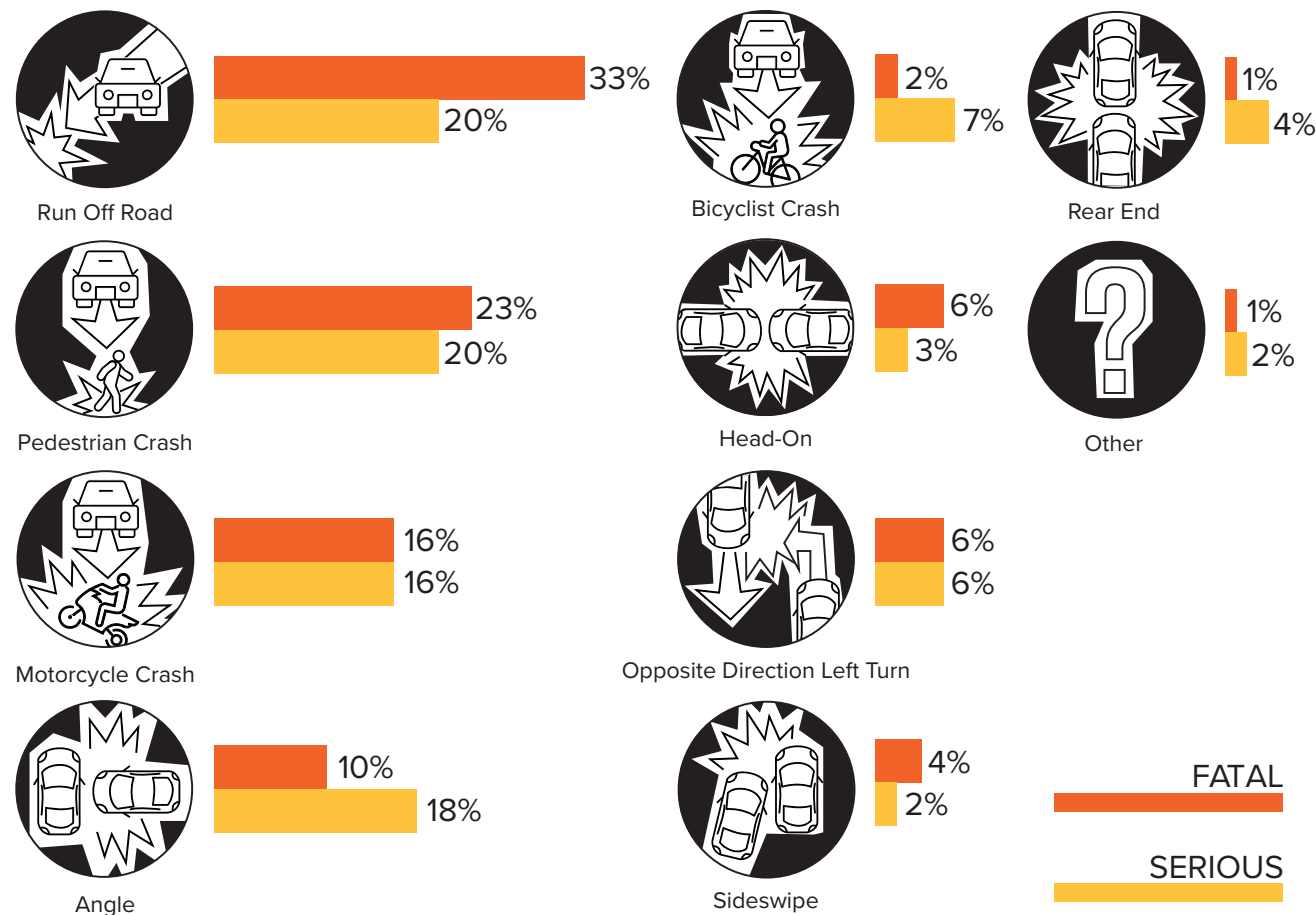 33%
20%
Run Off Road
23%
20%
Pedestrian Crash
16%
16%
Motorcycle Crash
10%
18%
Angle
2%
7%
Bicyclist Crash
6%
3%
Head-On
6%
6%
Opposite Direction Left Turn
4%
2%
Sideswipe
1%
4%
Rear End
?
1%
2%
Other
FATAL
SERIOUS